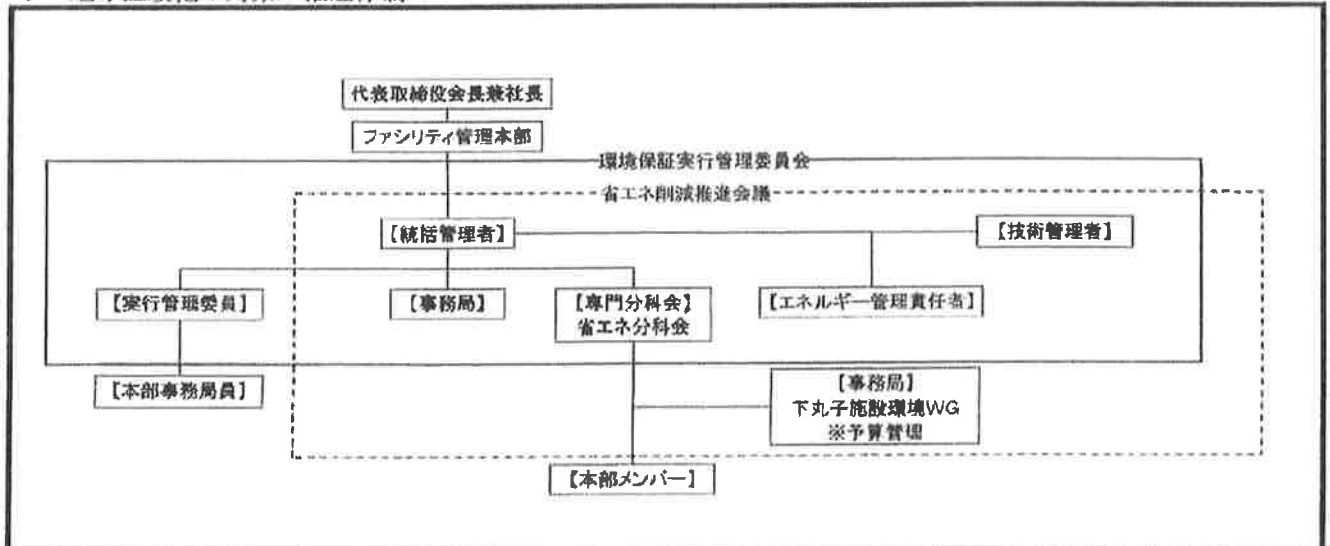 代表取締役会長兼社長
ファシリティ管理本部
環境保証実行管理委員会
省エネ削減推進会議
【統括管理者】
【技術管理者】
【実行管理委員】
【事務局】
【専門分科会】
省エネ分科会
【エネルギー管理責任者】
【本部事務局員】
【事務局】
下丸子施設環境WG
※予算管理
【本部メンバー】